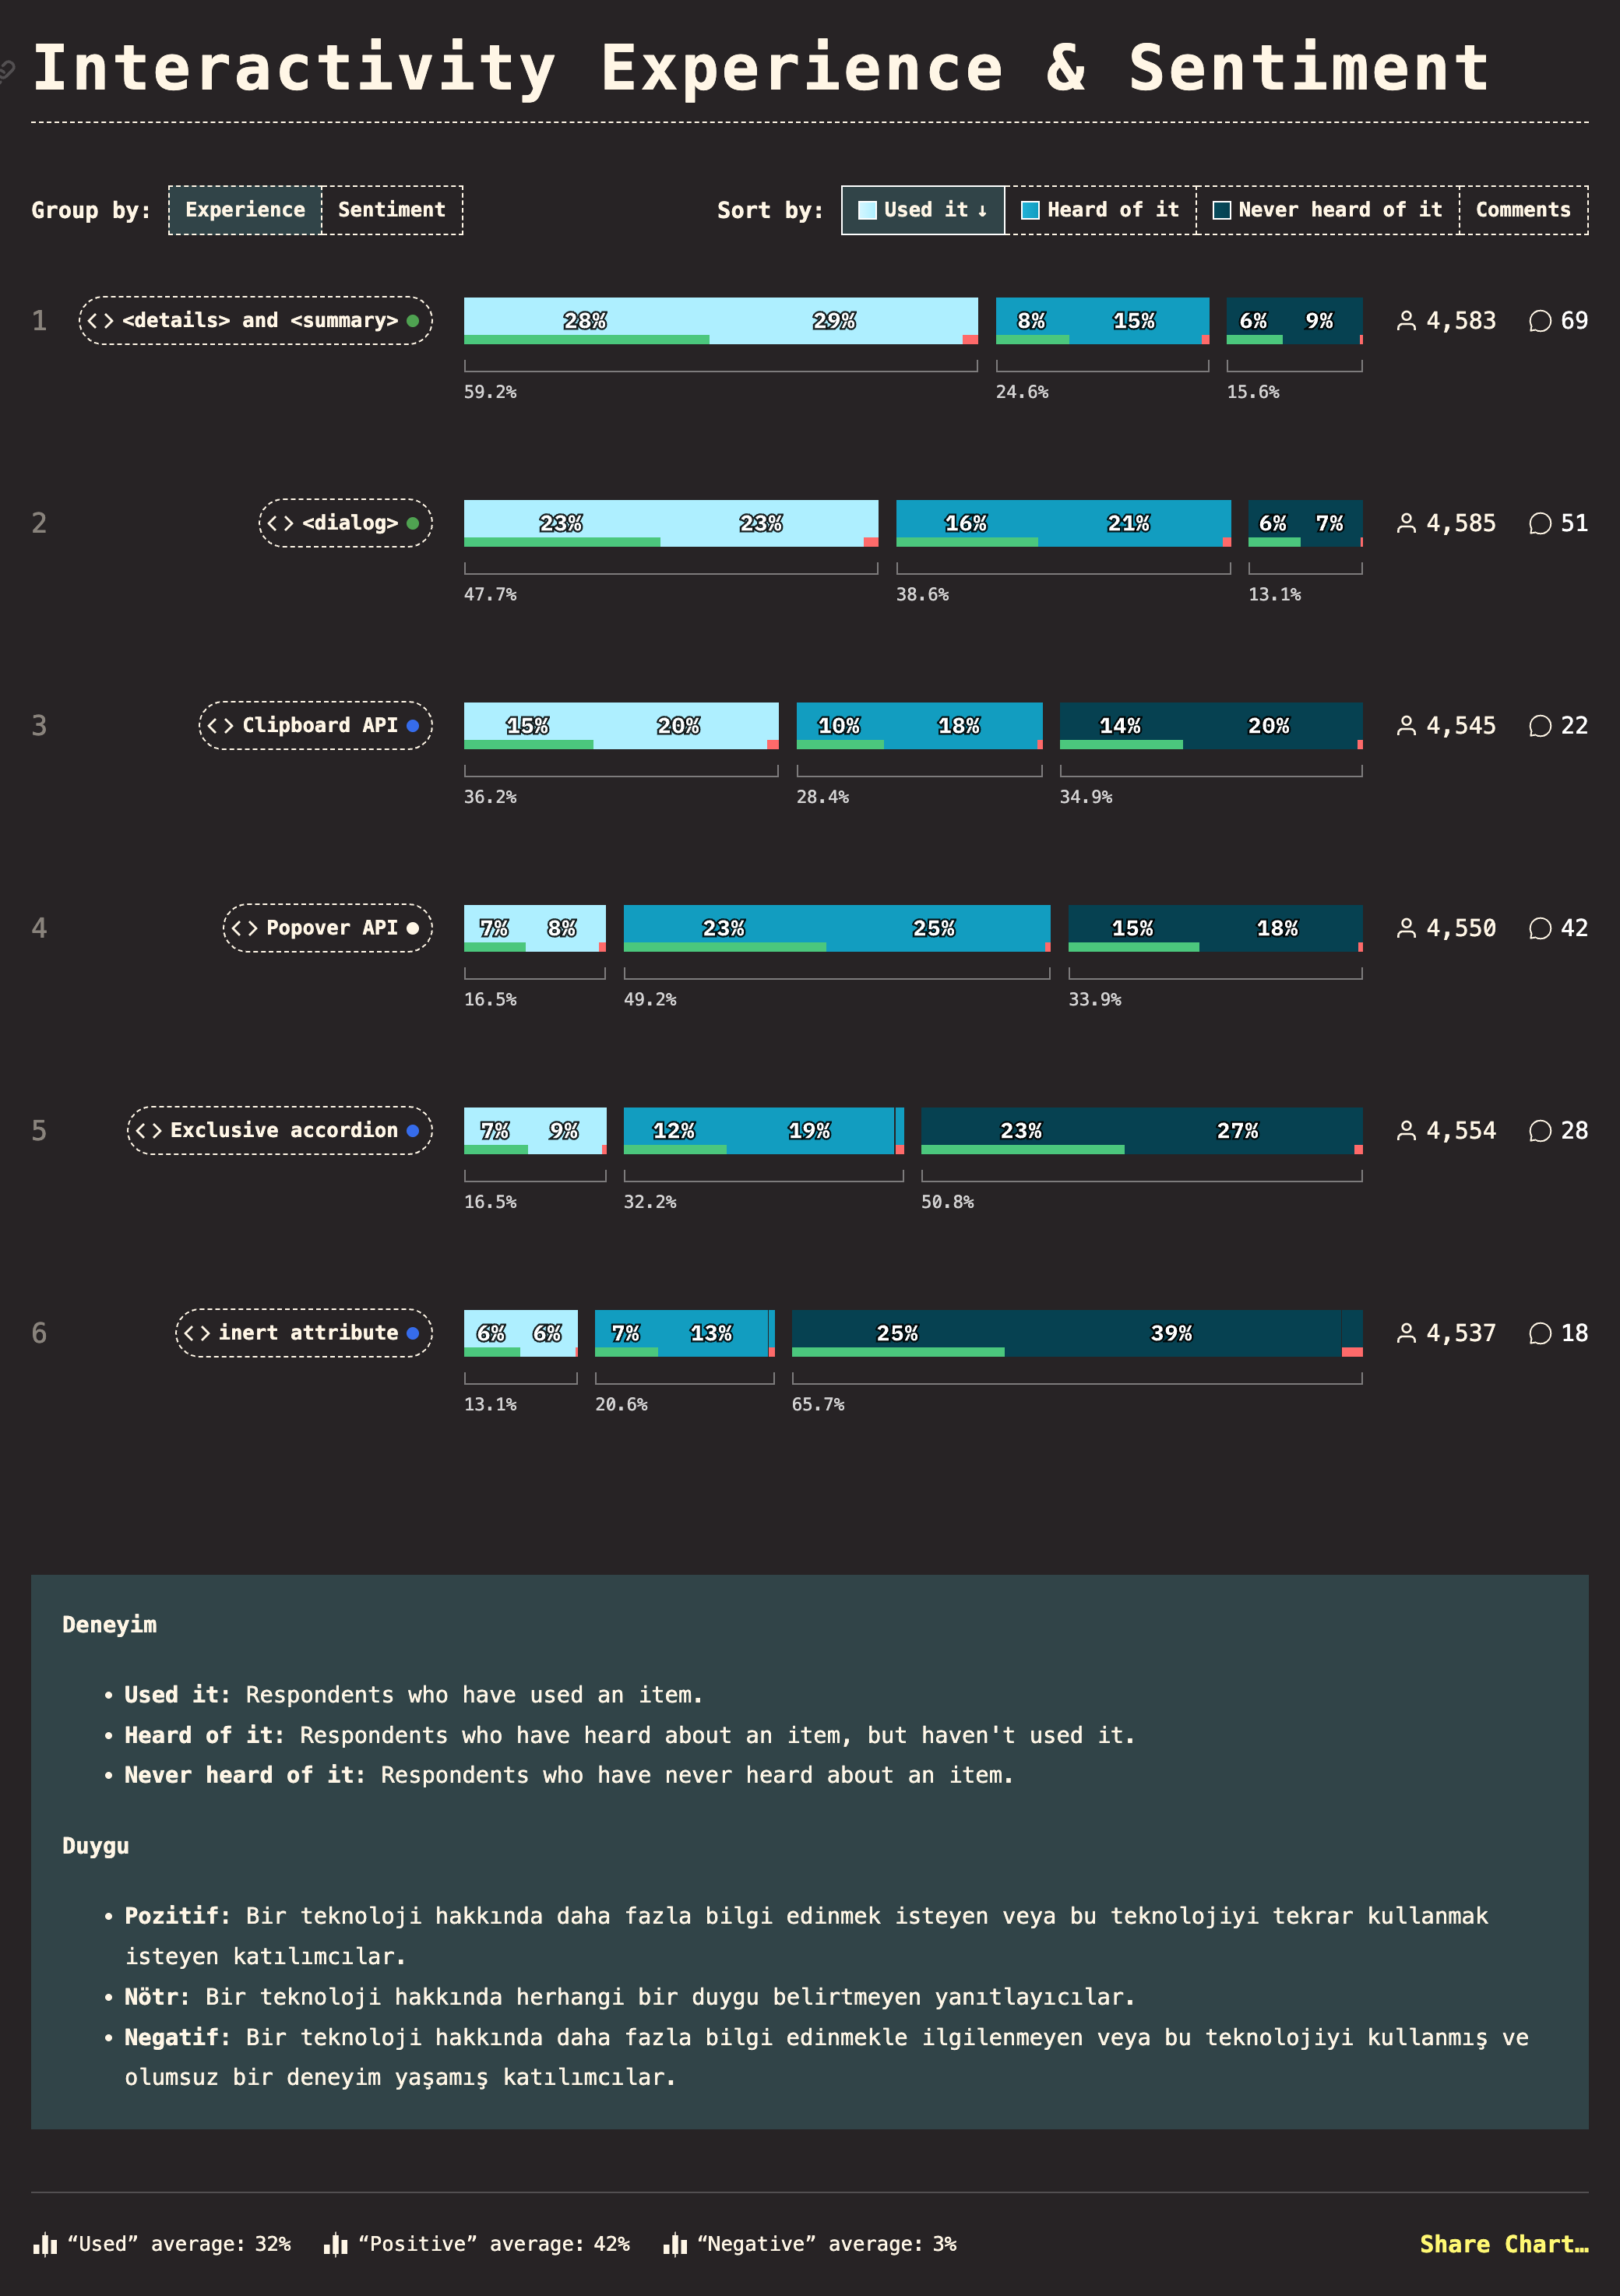 Interactivity Experience & Sentiment
Group by: Experience Sentiment Sort by: Used it ↓ Heard of it Never heard of it Comments
1 <> <details> and <summary> 28% 29% 8% 15% 6% 9% 4,583 69
59.2% 24.6% 15.6%
2 <> <dialog> 23% 23% 16% 21% 6% 7% 4,585 51
47.7% 38.6% 13.1%
3 <> Clipboard API 15% 20% 10% 18% 14% 20% 4,545 22
36.2% 28.4% 34.9%
4 <> Popover API 7% 8% 23% 25% 15% 18% 4,550 42
16.5% 49.2% 33.9%
5 <> Exclusive accordion 7% 9% 12% 19% 23% 27% 4,554 28
16.5% 32.2% 50.8%
6 <> inert attribute 6% 6% 7% 13% 25% 39% 4,537 18
13.1% 20.6% 65.7%
Deneyim
• Used it: Respondents who have used an item.
• Heard of it: Respondents who have heard about an item, but haven't used it.
• Never heard of it: Respondents who have never heard about an item.
Duygu
• Pozitif: Bir teknoloji hakkında daha fazla bilgi edinmek isteyen veya bu teknolojiyi tekrar kullanmak
isteyen katılımcılar.
• Nötr: Bir teknoloji hakkında herhangi bir duygu belirtmeyen yanıtlayıcılar.
• Negatif: Bir teknoloji hakkında daha fazla bilgi edinmekle ilgilenmeyen veya bu teknolojiyi kullanmış ve
olumsuz bir deneyim yaşamış katılımcılar.
“Used” average: 32% “Positive” average: 42% “Negative” average: 3% Share Chart…